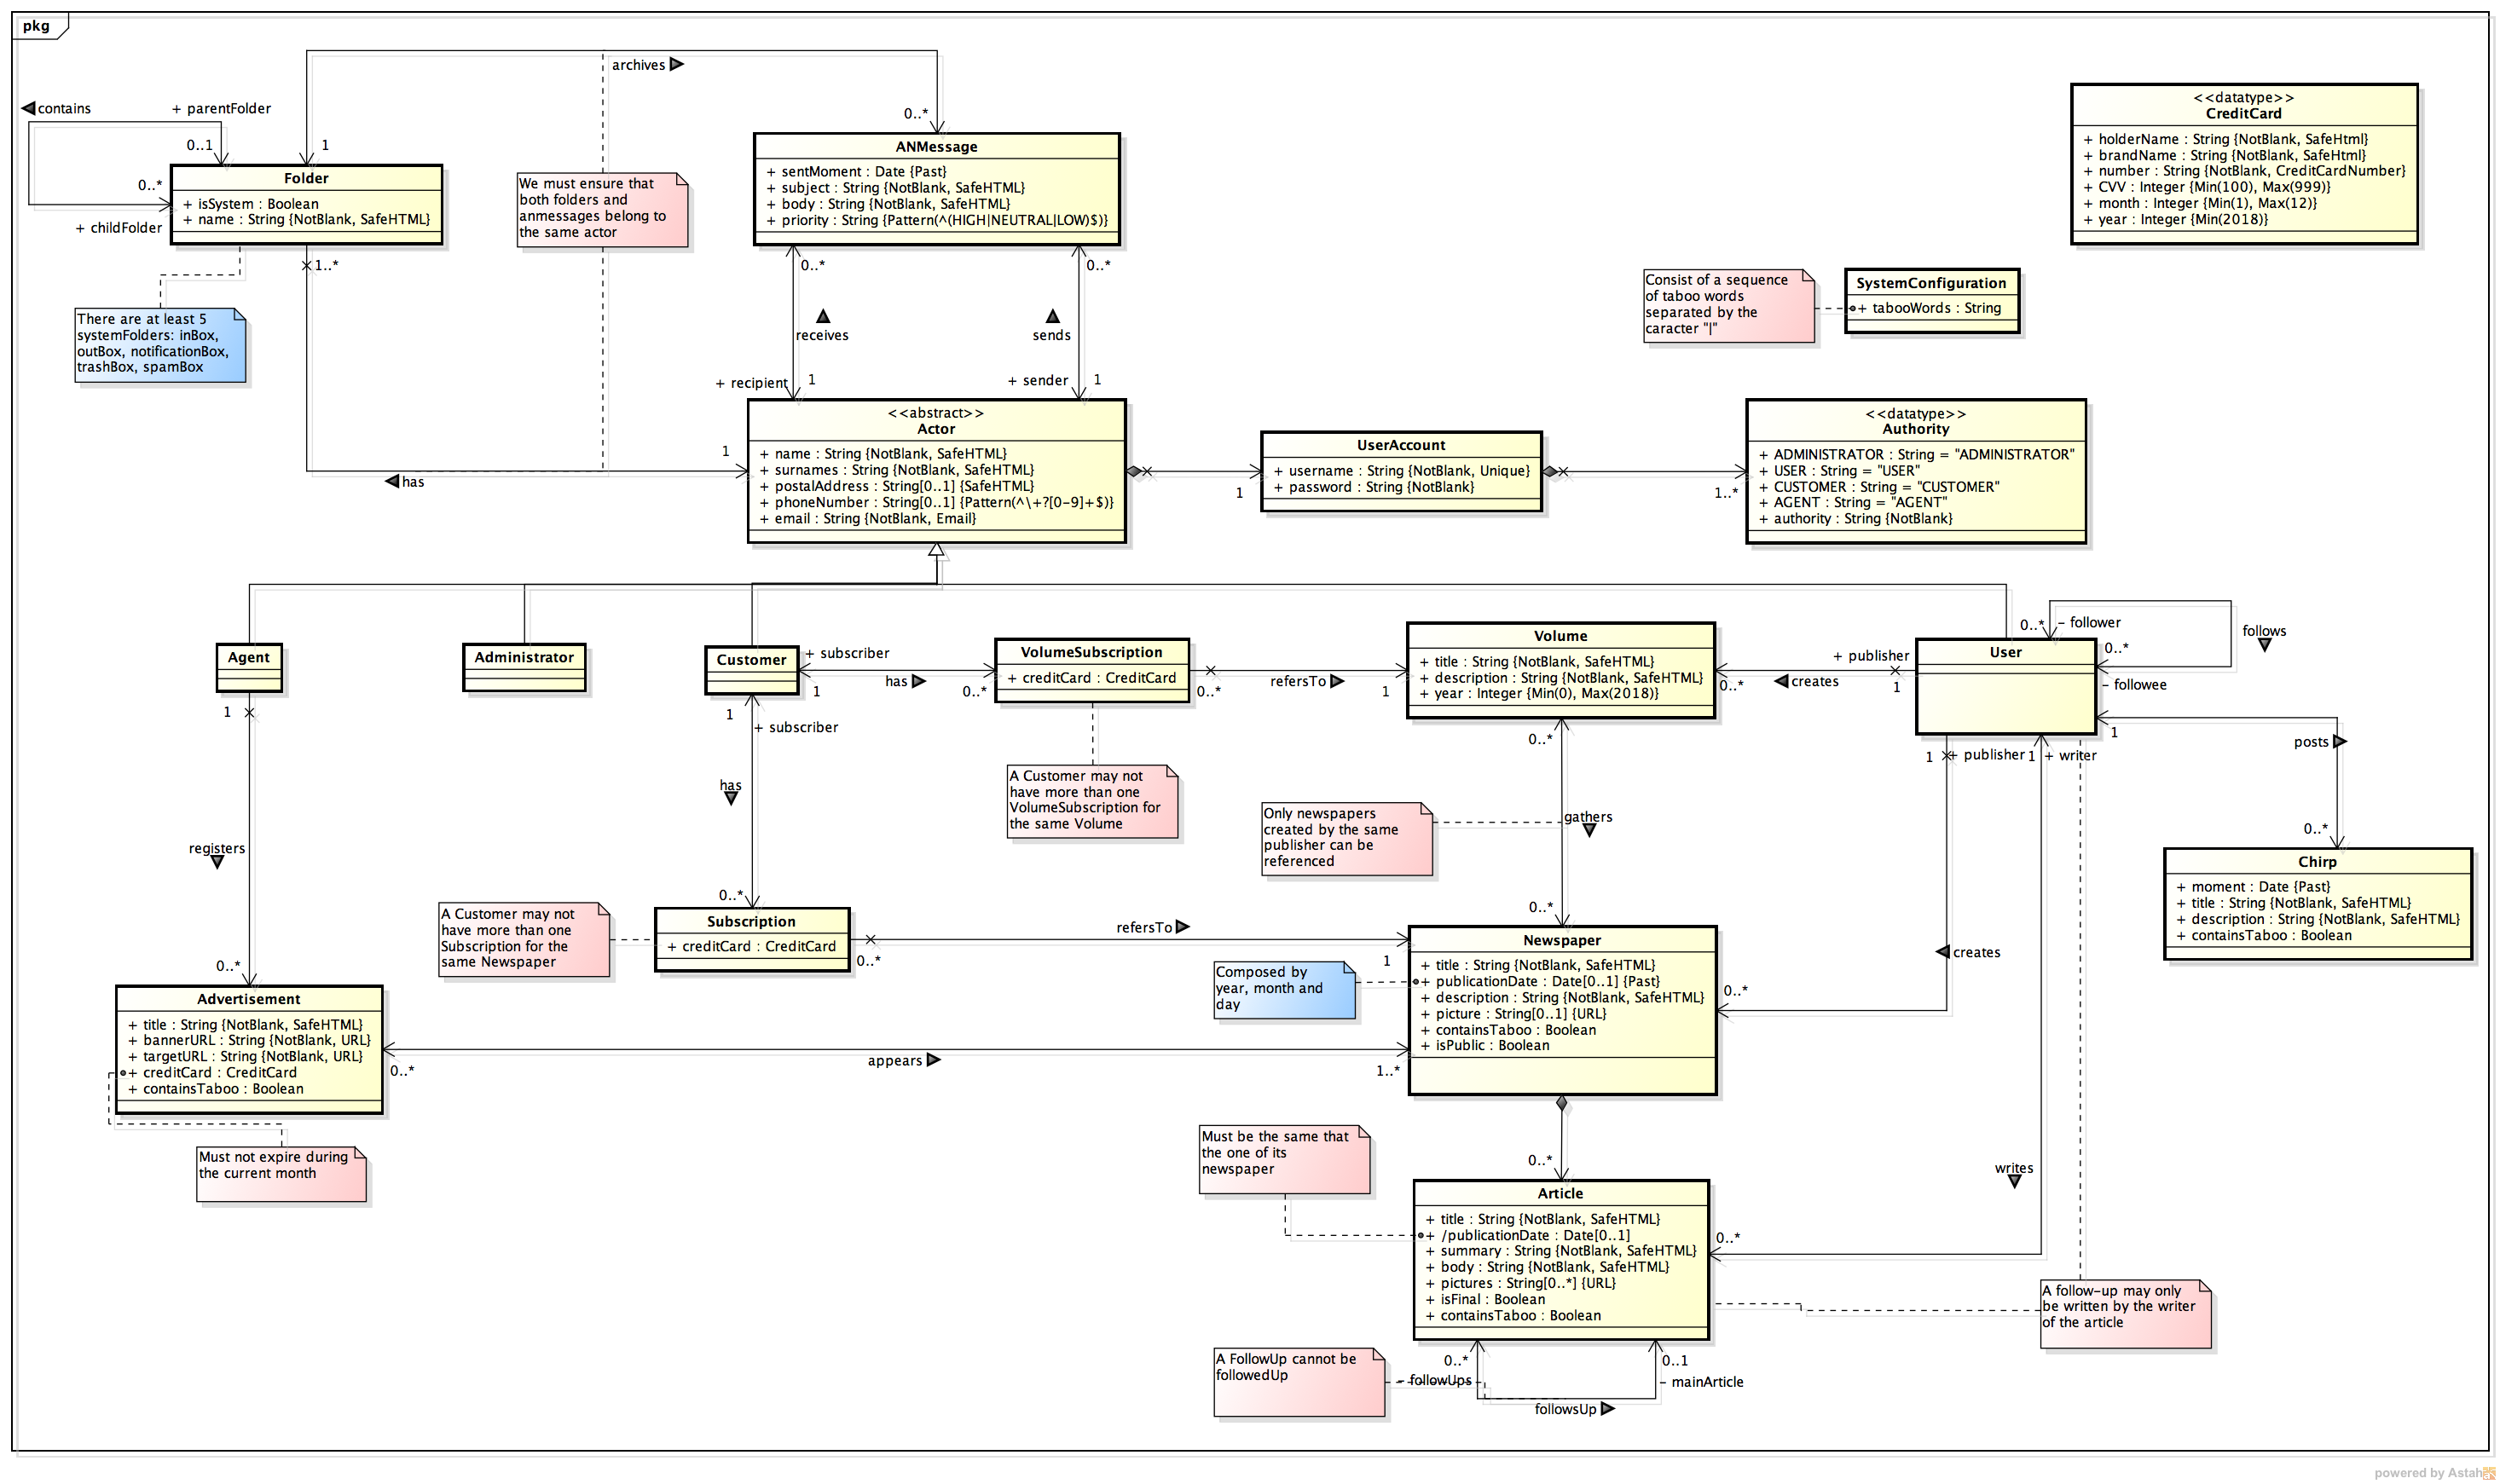 pkg
archives
contains
+ parentFolder
0..1
1
0..*
+ childFolder
Folder
+ isSystem : Boolean
+ name : String {NotBlank, SafeHTML}
1..*
There are at least 5
systemFolders: inBox,
outBox, notificationBox,
trashBox, spamBox
We must ensure that
both folders and
anmessages belong to
the same actor
0..*
ANMessage
+ sentMoment : Date {Past}
+ subject : String {NotBlank, SafeHTML}
+ body : String {NotBlank, SafeHTML}
+ priority : String {Pattern(^(HIGH|NEUTRAL|LOW)$)}
0..*
0..*
receives
sends
+ recipient
1
+ sender
1
<<datatype>>
CreditCard
+ holderName : String {NotBlank, SafeHtml}
+ brandName : String {NotBlank, SafeHtml}
+ number : String {NotBlank, CreditCardNumber}
+ CVV : Integer {Min(100), Max(999)}
+ month : Integer {Min(1), Max(12)}
+ year : Integer {Min(2018)}
Consist of a sequence
of taboo words
separated by the
caracter "|"
SystemConfiguration
+ tabooWords : String
has
1
<<abstract>>
Actor
+ name : String {NotBlank, SafeHTML}
+ surnames : String {NotBlank, SafeHTML}
+ postalAddress : String[0..1] {SafeHTML}
+ phoneNumber : String[0..1] {Pattern(^\+?[0-9]+$)}
+ email : String {NotBlank, Email}
1
UserAccount
+ username : String {NotBlank, Unique}
+ password : String {NotBlank}
1..*
<<datatype>>
Authority
+ ADMINISTRATOR : String = "ADMINISTRATOR"
+ USER : String = "USER"
+ CUSTOMER : String = "CUSTOMER"
+ AGENT : String = "AGENT"
+ authority : String {NotBlank}
Agent
Administrator
Customer
+ subscriber
1
has
0..*
VolumeSubscription
+ creditCard : CreditCard
0..*
refersTo
1
Volume
+ title : String {NotBlank, SafeHTML}
+ description : String {NotBlank, SafeHTML}
+ year : Integer {Min(0), Max(2018)}
0..*
creates
+ publisher
1
User
0..*
- follower
0..*
follows
- followee
1
posts
0..*
Chirp
+ moment : Date {Past}
+ title : String {NotBlank, SafeHTML}
+ description : String {NotBlank, SafeHTML}
+ containsTaboo : Boolean
1
registers
0..*
1
+ subscriber
has
0..*
A Customer may not
have more than one
VolumeSubscription for
the same Volume
0..*
gathers
0..*
Only newspapers
created by the same
publisher can be
referenced
1
+ publisher
1
+ writer
creates
0..*
A Customer may not
have more than one
Subscription for the
same Newspaper
Subscription
+ creditCard : CreditCard
0..*
refersTo
1
Composed by
year, month and
day
Newspaper
+ title : String {NotBlank, SafeHTML}
+ publicationDate : Date[0..1] {Past}
+ description : String {NotBlank, SafeHTML}
+ picture : String[0..1] {URL}
+ containsTaboo : Boolean
+ isPublic : Boolean
Advertisement
+ title : String {NotBlank, SafeHTML}
+ bannerURL : String {NotBlank, URL}
+ targetURL : String {NotBlank, URL}
+ creditCard : CreditCard
+ containsTaboo : Boolean
0..*
appears
1..*
Must not expire during
the current month
Must be the same that
the one of its
newspaper
0..*
Article
+ title : String {NotBlank, SafeHTML}
+ /publicationDate : Date[0..1]
+ summary : String {NotBlank, SafeHTML}
+ body : String {NotBlank, SafeHTML}
+ pictures : String[0..*] {URL}
+ isFinal : Boolean
+ containsTaboo : Boolean
0..*
writes
A follow-up may only
be written by the writer
of the article
A FollowUp cannot be
followedUp
0..*
- followUps
0..1
- mainArticle
followsUp
powered by Astah